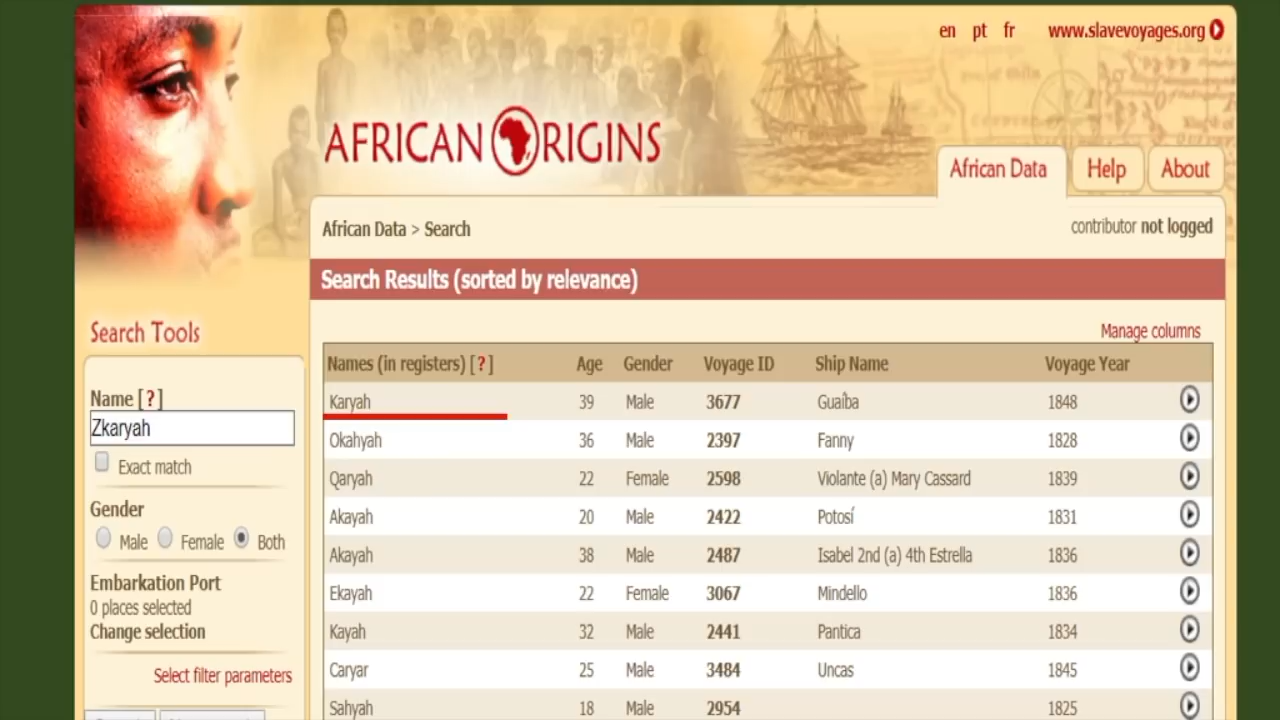 en pt fr www.slavevoyages.org
AFRICAN ORIGINS
African Data Help About
African Data > Search contributor not logged
Search Results (sorted by relevance)
Search Tools
Name [?]
Zkaryah
Exact match
Gender
Male Female Both
Embarkation Port
0 places selected
Change selection
Select filter parameters
Manage columns
Names (in registers) [?] Age Gender Voyage ID Ship Name Voyage Year
Karyah 39 Male 3677 Guaíba 1848
Okahyah 36 Male 2397 Fanny 1828
Qaryah 22 Female 2598 Violante (a) Mary Cassard 1839
Akayah 20 Male 2422 Potosí 1831
Akayah 38 Male 2487 Isabel 2nd (a) 4th Estrella 1836
Ekayah 22 Female 3067 Mindello 1836
Kayah 32 Male 2441 Pantica 1834
Caryar 25 Male 3484 Uncas 1845
Sahyah 18 Male 2954 1825